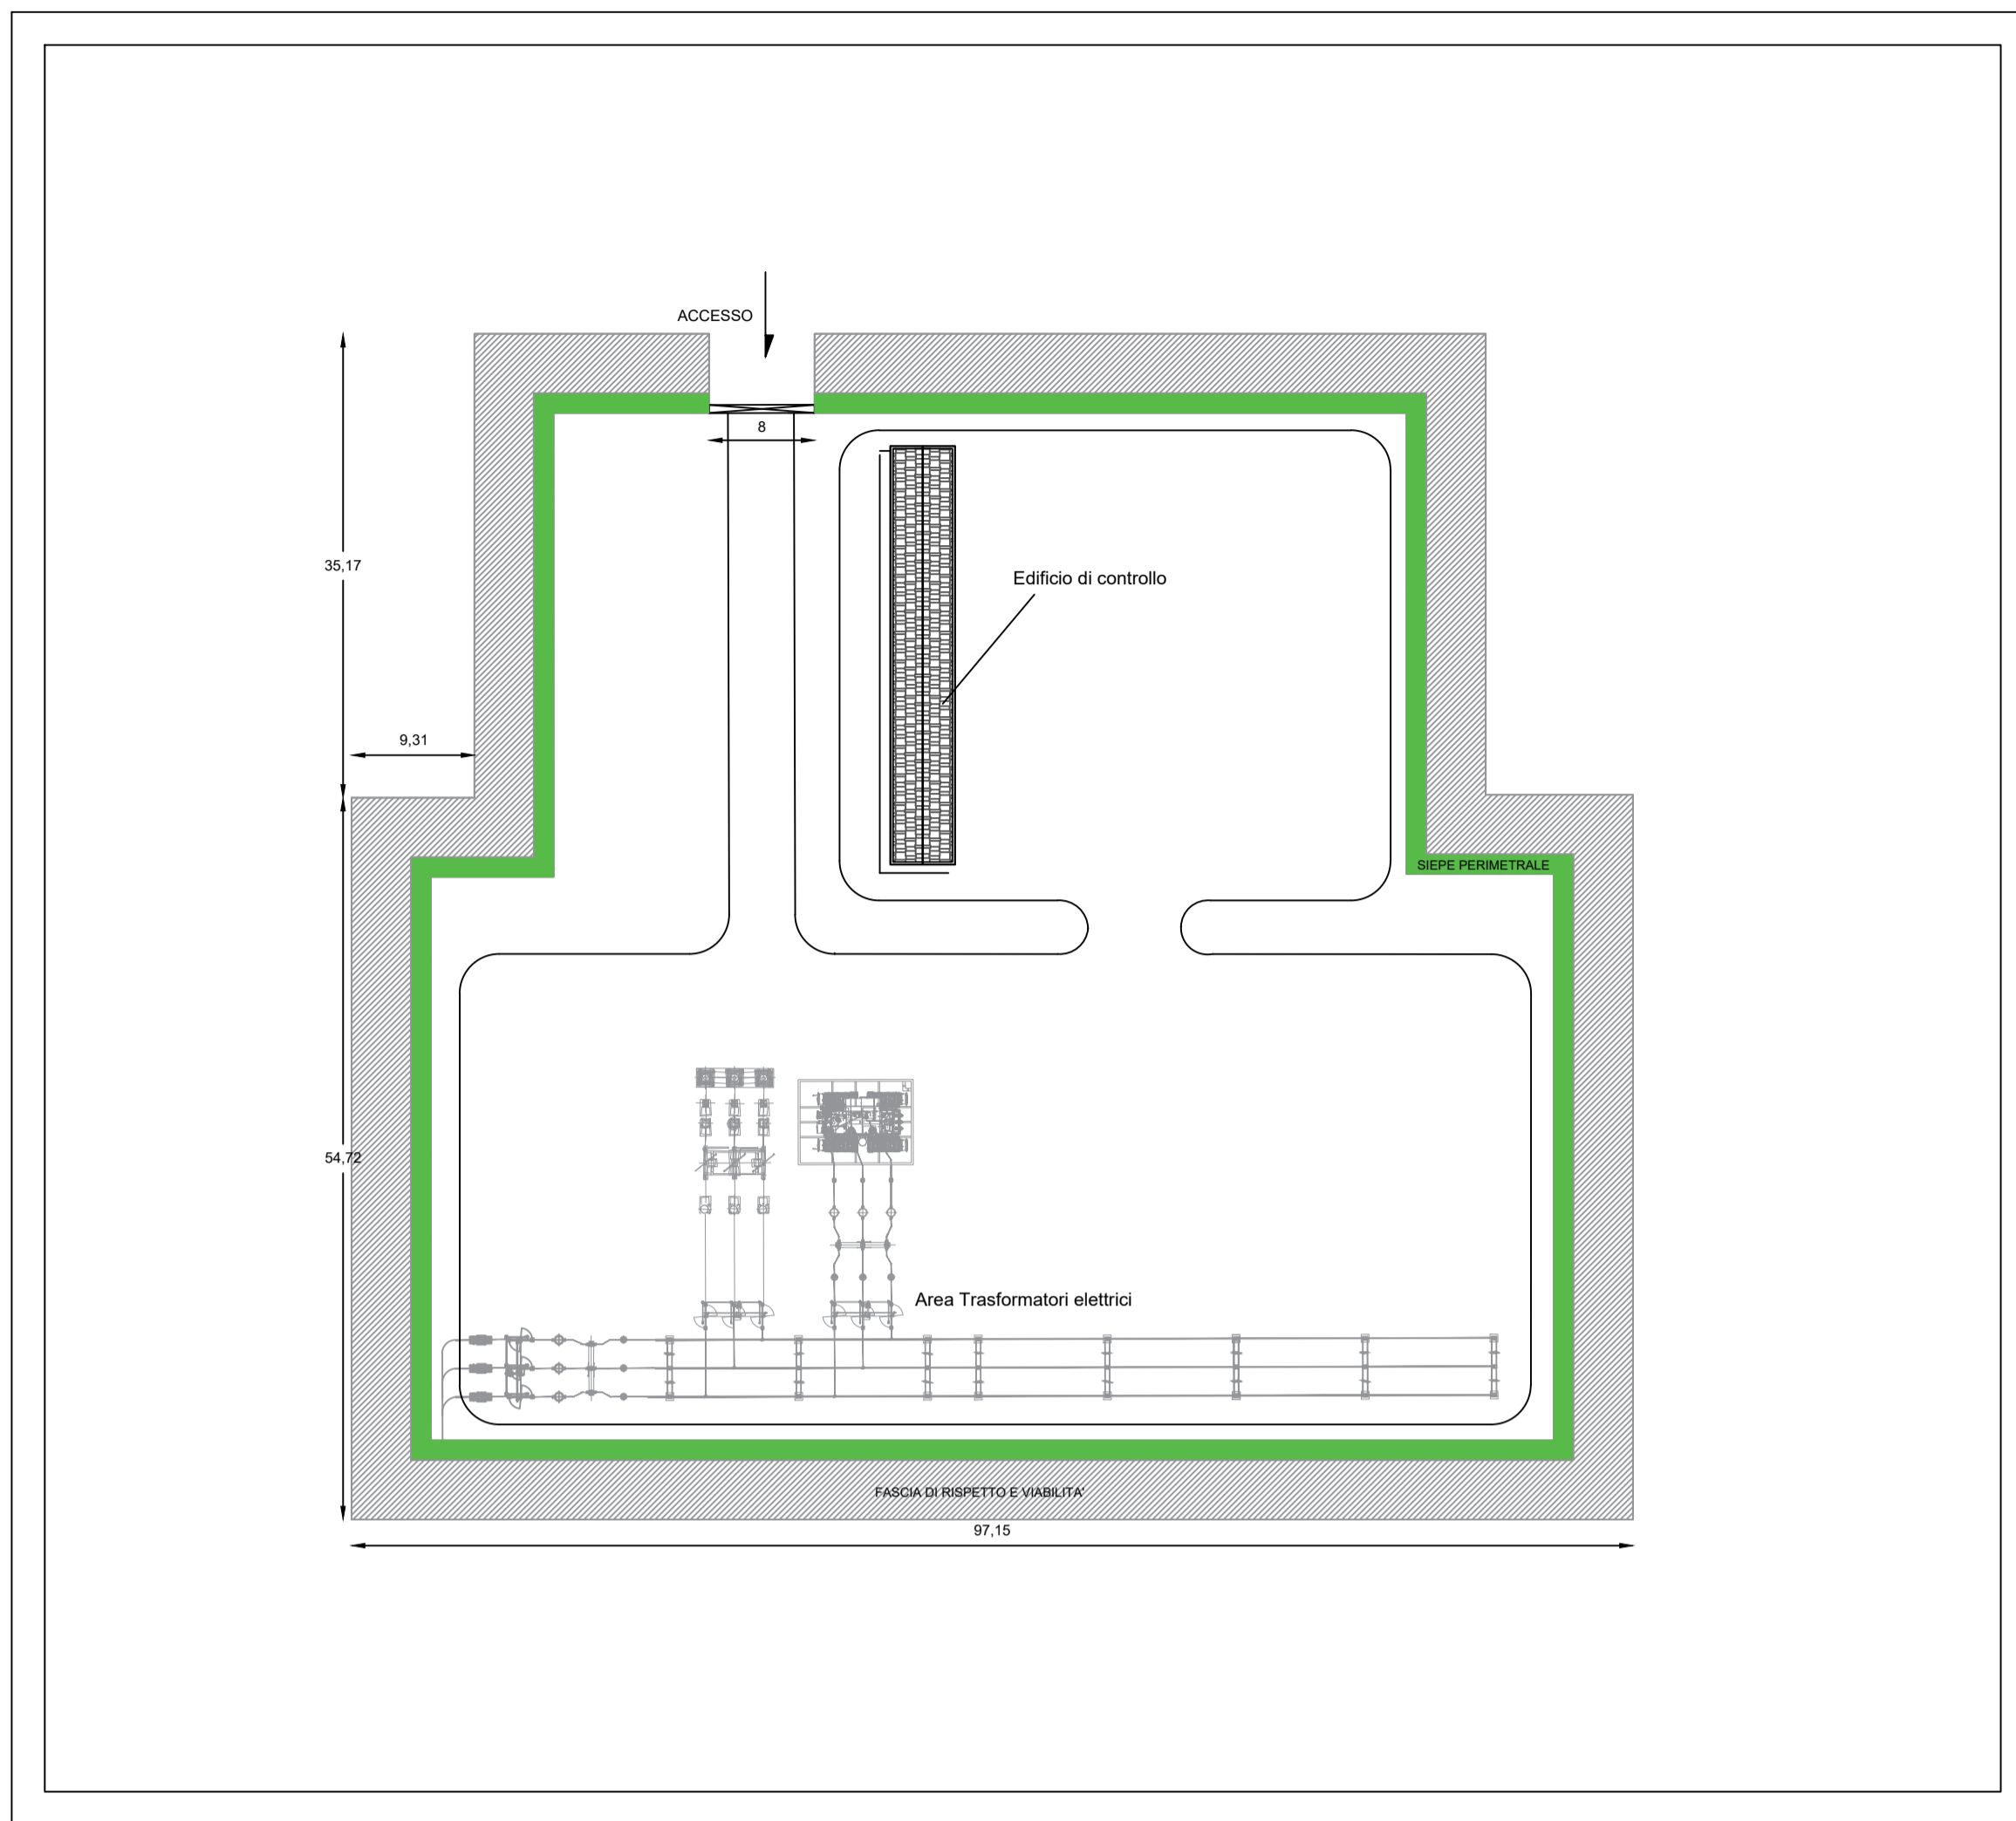 ACCESSO
8
35,17
Edificio di controllo
9,31
SIEPE PERIMETRALE
54,72
Area Trasformatori elettrici
FASCIA DI RISPETTO E VIABILITA'
97,15